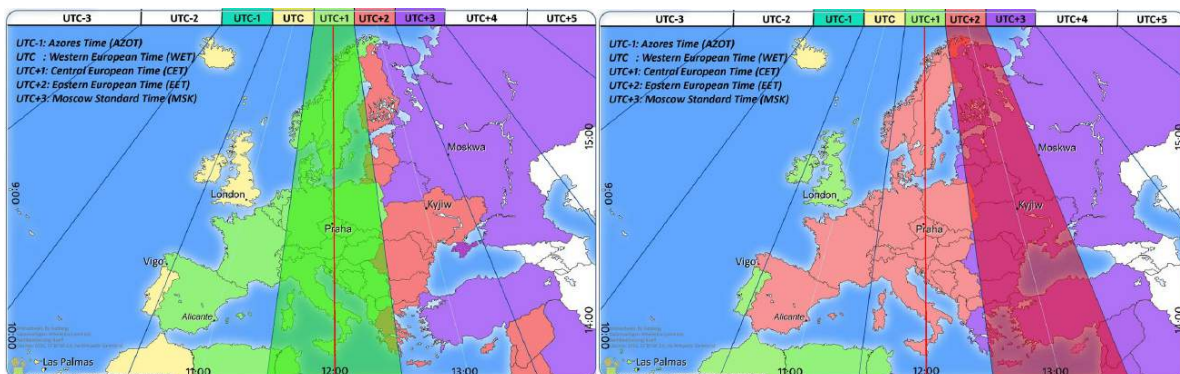 UTC-3 UTC-2 UTC-1 UTC UTC+1 UTC+2 UTC+3 UTC+4 UTC+5
UTC-1: Azores Time (AZOT)
UTC : Western European Time (WET)
UTC+1: Central European Time (CET)
UTC+2: Eastern European Time (EET)
UTC+3: Moscow Standard Time (MSK)
Moskwa
15:00
9:00
London
Kyjiw
Praha
Vigo
Alicante
14:00
10:00
Las Palmas
11:00 12:00 13:00
UTC-3 UTC-2 UTC-1 UTC UTC+1 UTC+2 UTC+3 UTC+4 UTC+5
UTC-1: Azores Time (AZOT)
UTC : Western European Time (WET)
UTC+1: Central European Time (CET)
UTC+2: Eastern European Time (EET)
UTC+3: Moscow Standard Time (MSK)
Moskwa
15:00
9:00
London
Kyjiw
Praha
Vigo
Alicante
14:00
10:00
Las Palmas
11:00 12:00 13:00